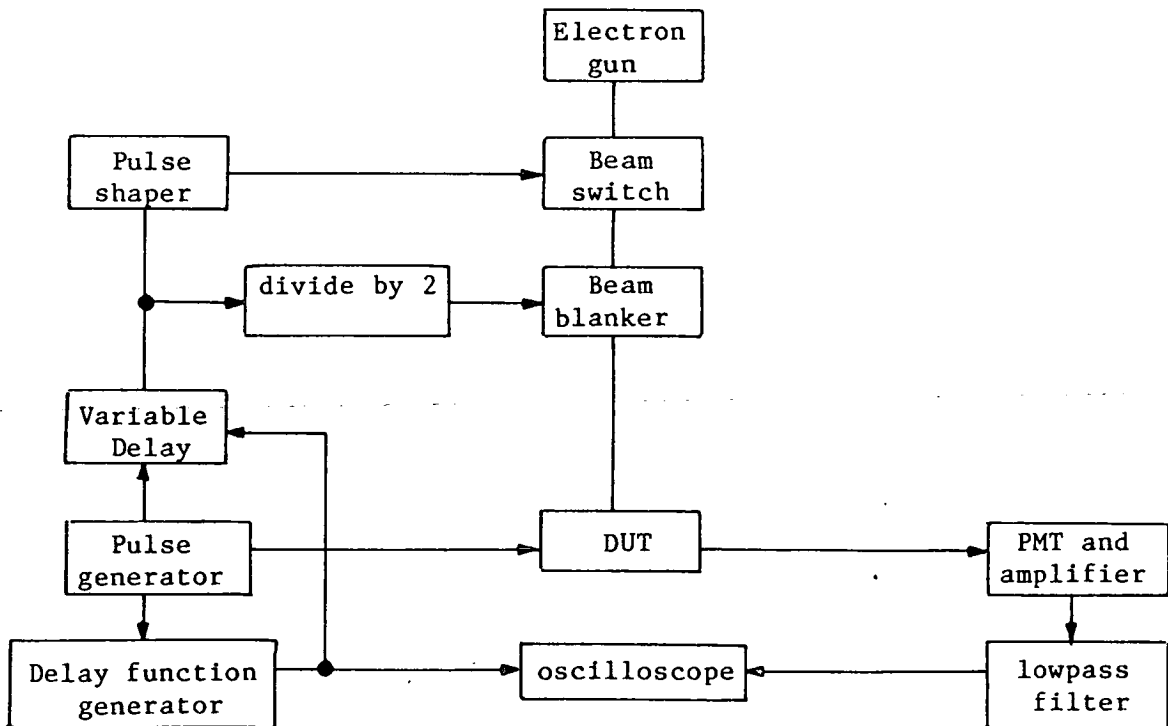 Electron
gun
Pulse
shaper
Beam
switch
divide by 2
Beam
blanker
Variable
Delay
Pulse
generator
DUT
PMT and
amplifier
Delay function
generator
oscilloscope
lowpass
filter